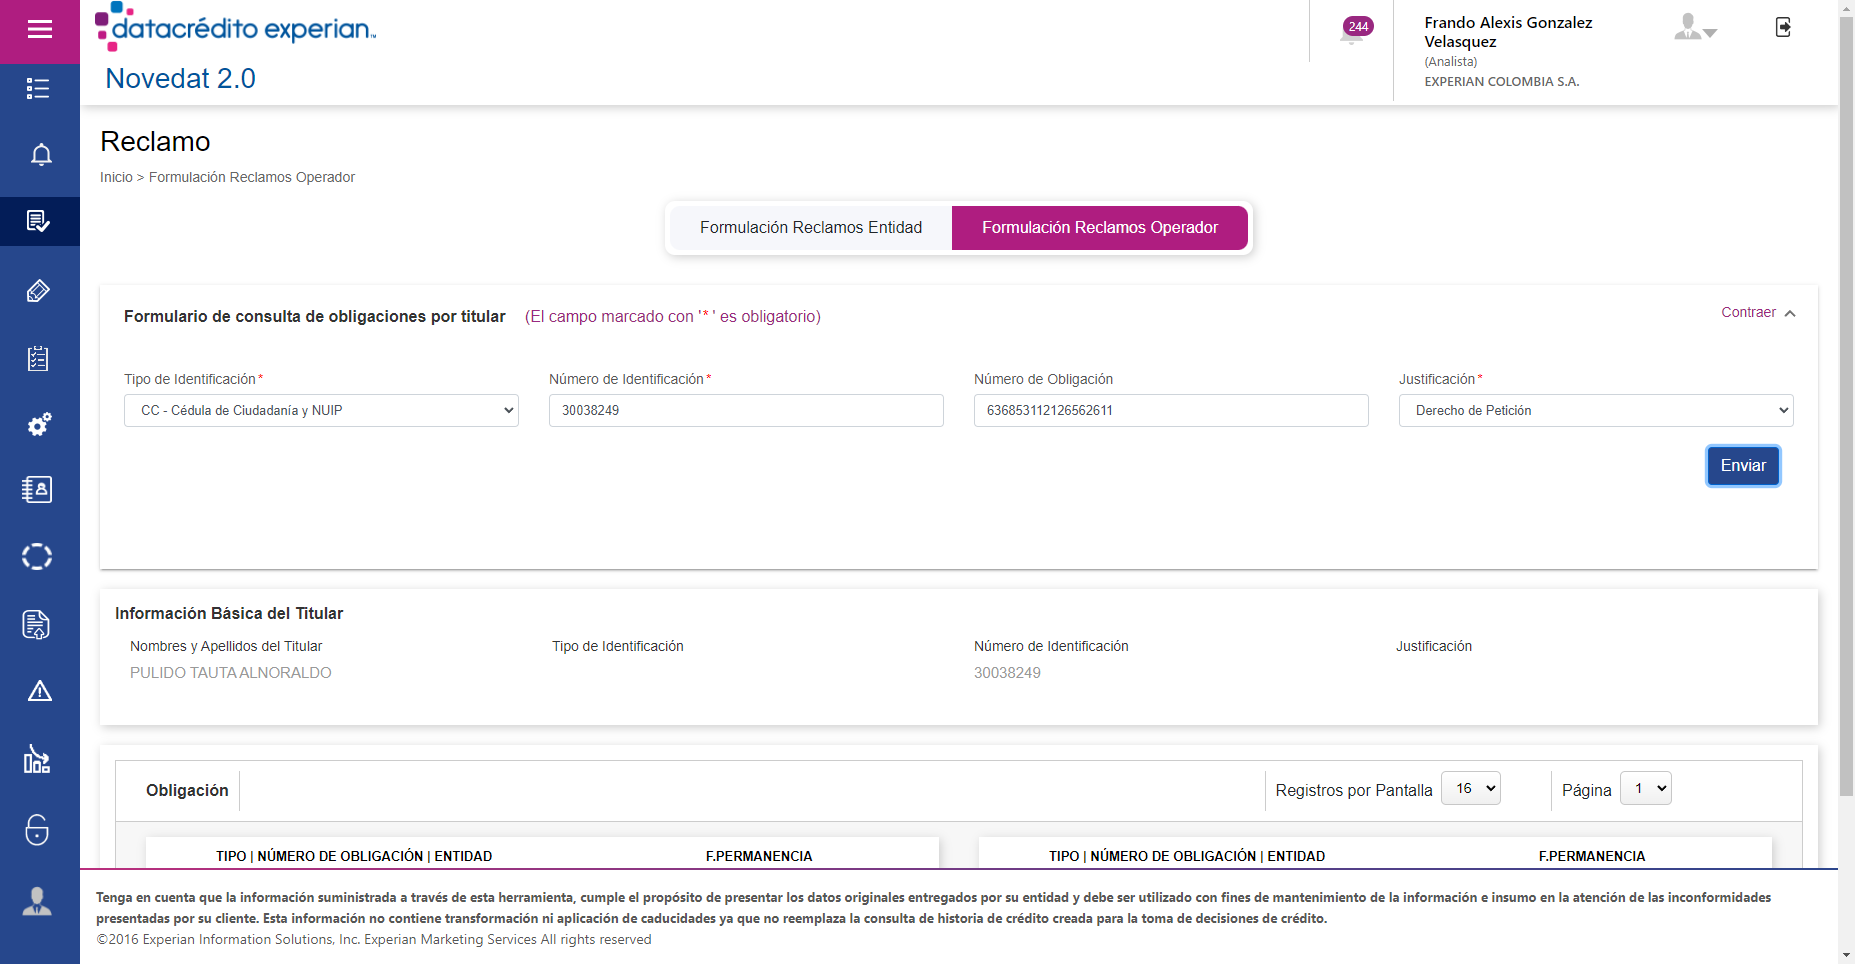 datacrédito experian™
Novedat 2.0
244
Frando Alexis Gonzalez
Velasquez
(Analista)
EXPERIAN COLOMBIA S.A.
Reclamo
Inicio > Formulación Reclamos Operador
Formulación Reclamos Entidad
Formulación Reclamos Operador
Formulario de consulta de obligaciones por titular (El campo marcado con '*' es obligatorio)
Contraer
Tipo de Identificación* Número de Identificación* Número de Obligación Justificación*
CC - Cédula de Ciudadanía y NUIP 30038249 636853112126562611 Derecho de Petición
Enviar
Información Básica del Titular
Nombres y Apellidos del Titular Tipo de Identificación Número de Identificación Justificación
PULIDO TAUTA ALNORALDO 30038249
Obligación Registros por Pantalla 16 Página 1
TIPO | NÚMERO DE OBLIGACIÓN | ENTIDAD F.PERMANENCIA TIPO | NÚMERO DE OBLIGACIÓN | ENTIDAD F.PERMANENCIA
Tenga en cuenta que la información suministrada a través de esta herramienta, cumple el propósito de presentar los datos originales entregados por su entidad y debe ser utilizado con fines de mantenimiento de la información e insumo en la atención de las inconformidades
presentadas por su cliente. Esta información no contiene transformación ni aplicación de caducidades ya que no reemplaza la consulta de historia de crédito creada para la toma de decisiones de crédito.
©2016 Experian Information Solutions, Inc. Experian Marketing Services All rights reserved